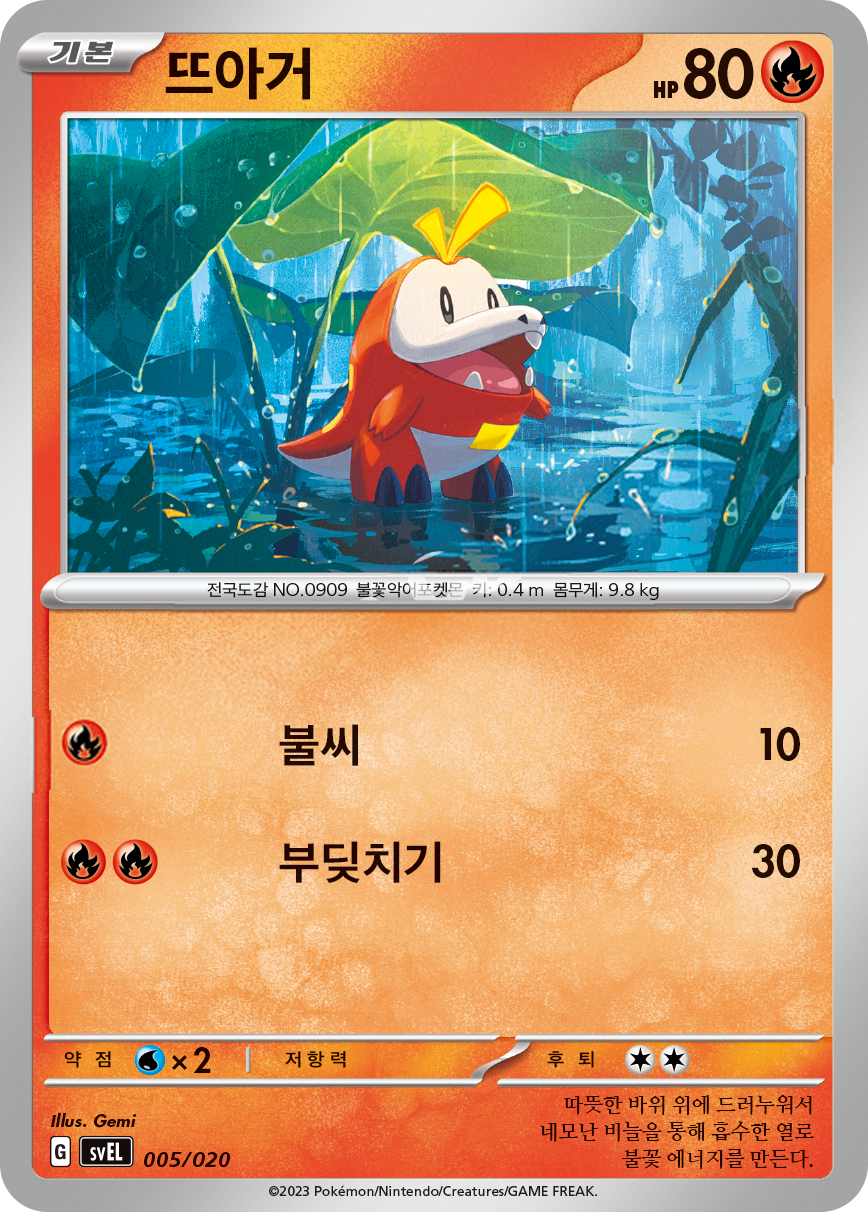 기본
뜨아거
HP 80
전국도감 NO.0909 불꽃악어포켓몬 키: 0.4 m 몸무게: 9.8 kg
불씨 10
부딪치기 30
약점 ×2 저항력 후퇴
따뜻한 바위 위에 드러누워서
네모난 비늘을 통해 흡수한 열로
불꽃 에너지를 만든다.
Illus. Gemi
G svEL 005/020
©2023 Pokémon/Nintendo/Creatures/GAME FREAK.